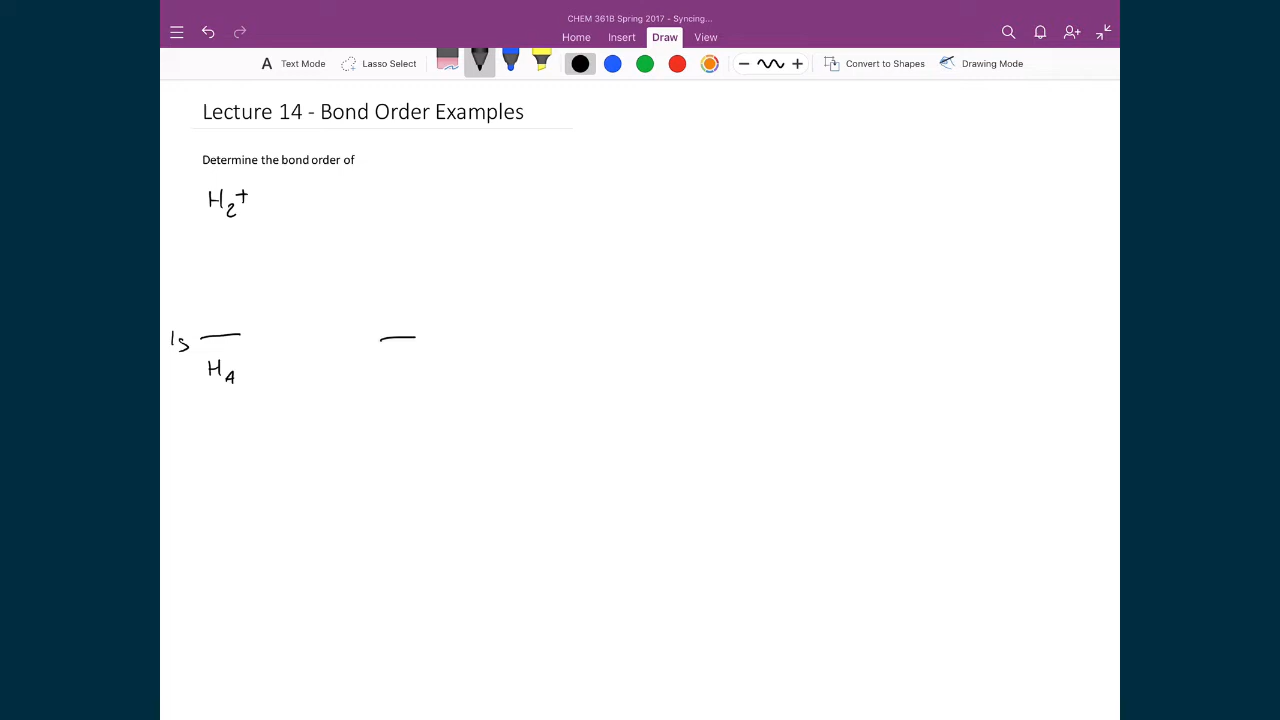 CHEM 361B Spring 2017 - Syncing...
Home Insert Draw View
A Text Mode Lasso Select Convert to Shapes Drawing Mode
Lecture 14 - Bond Order Examples
Determine the bond order of
H₂⁺
1s
H_A